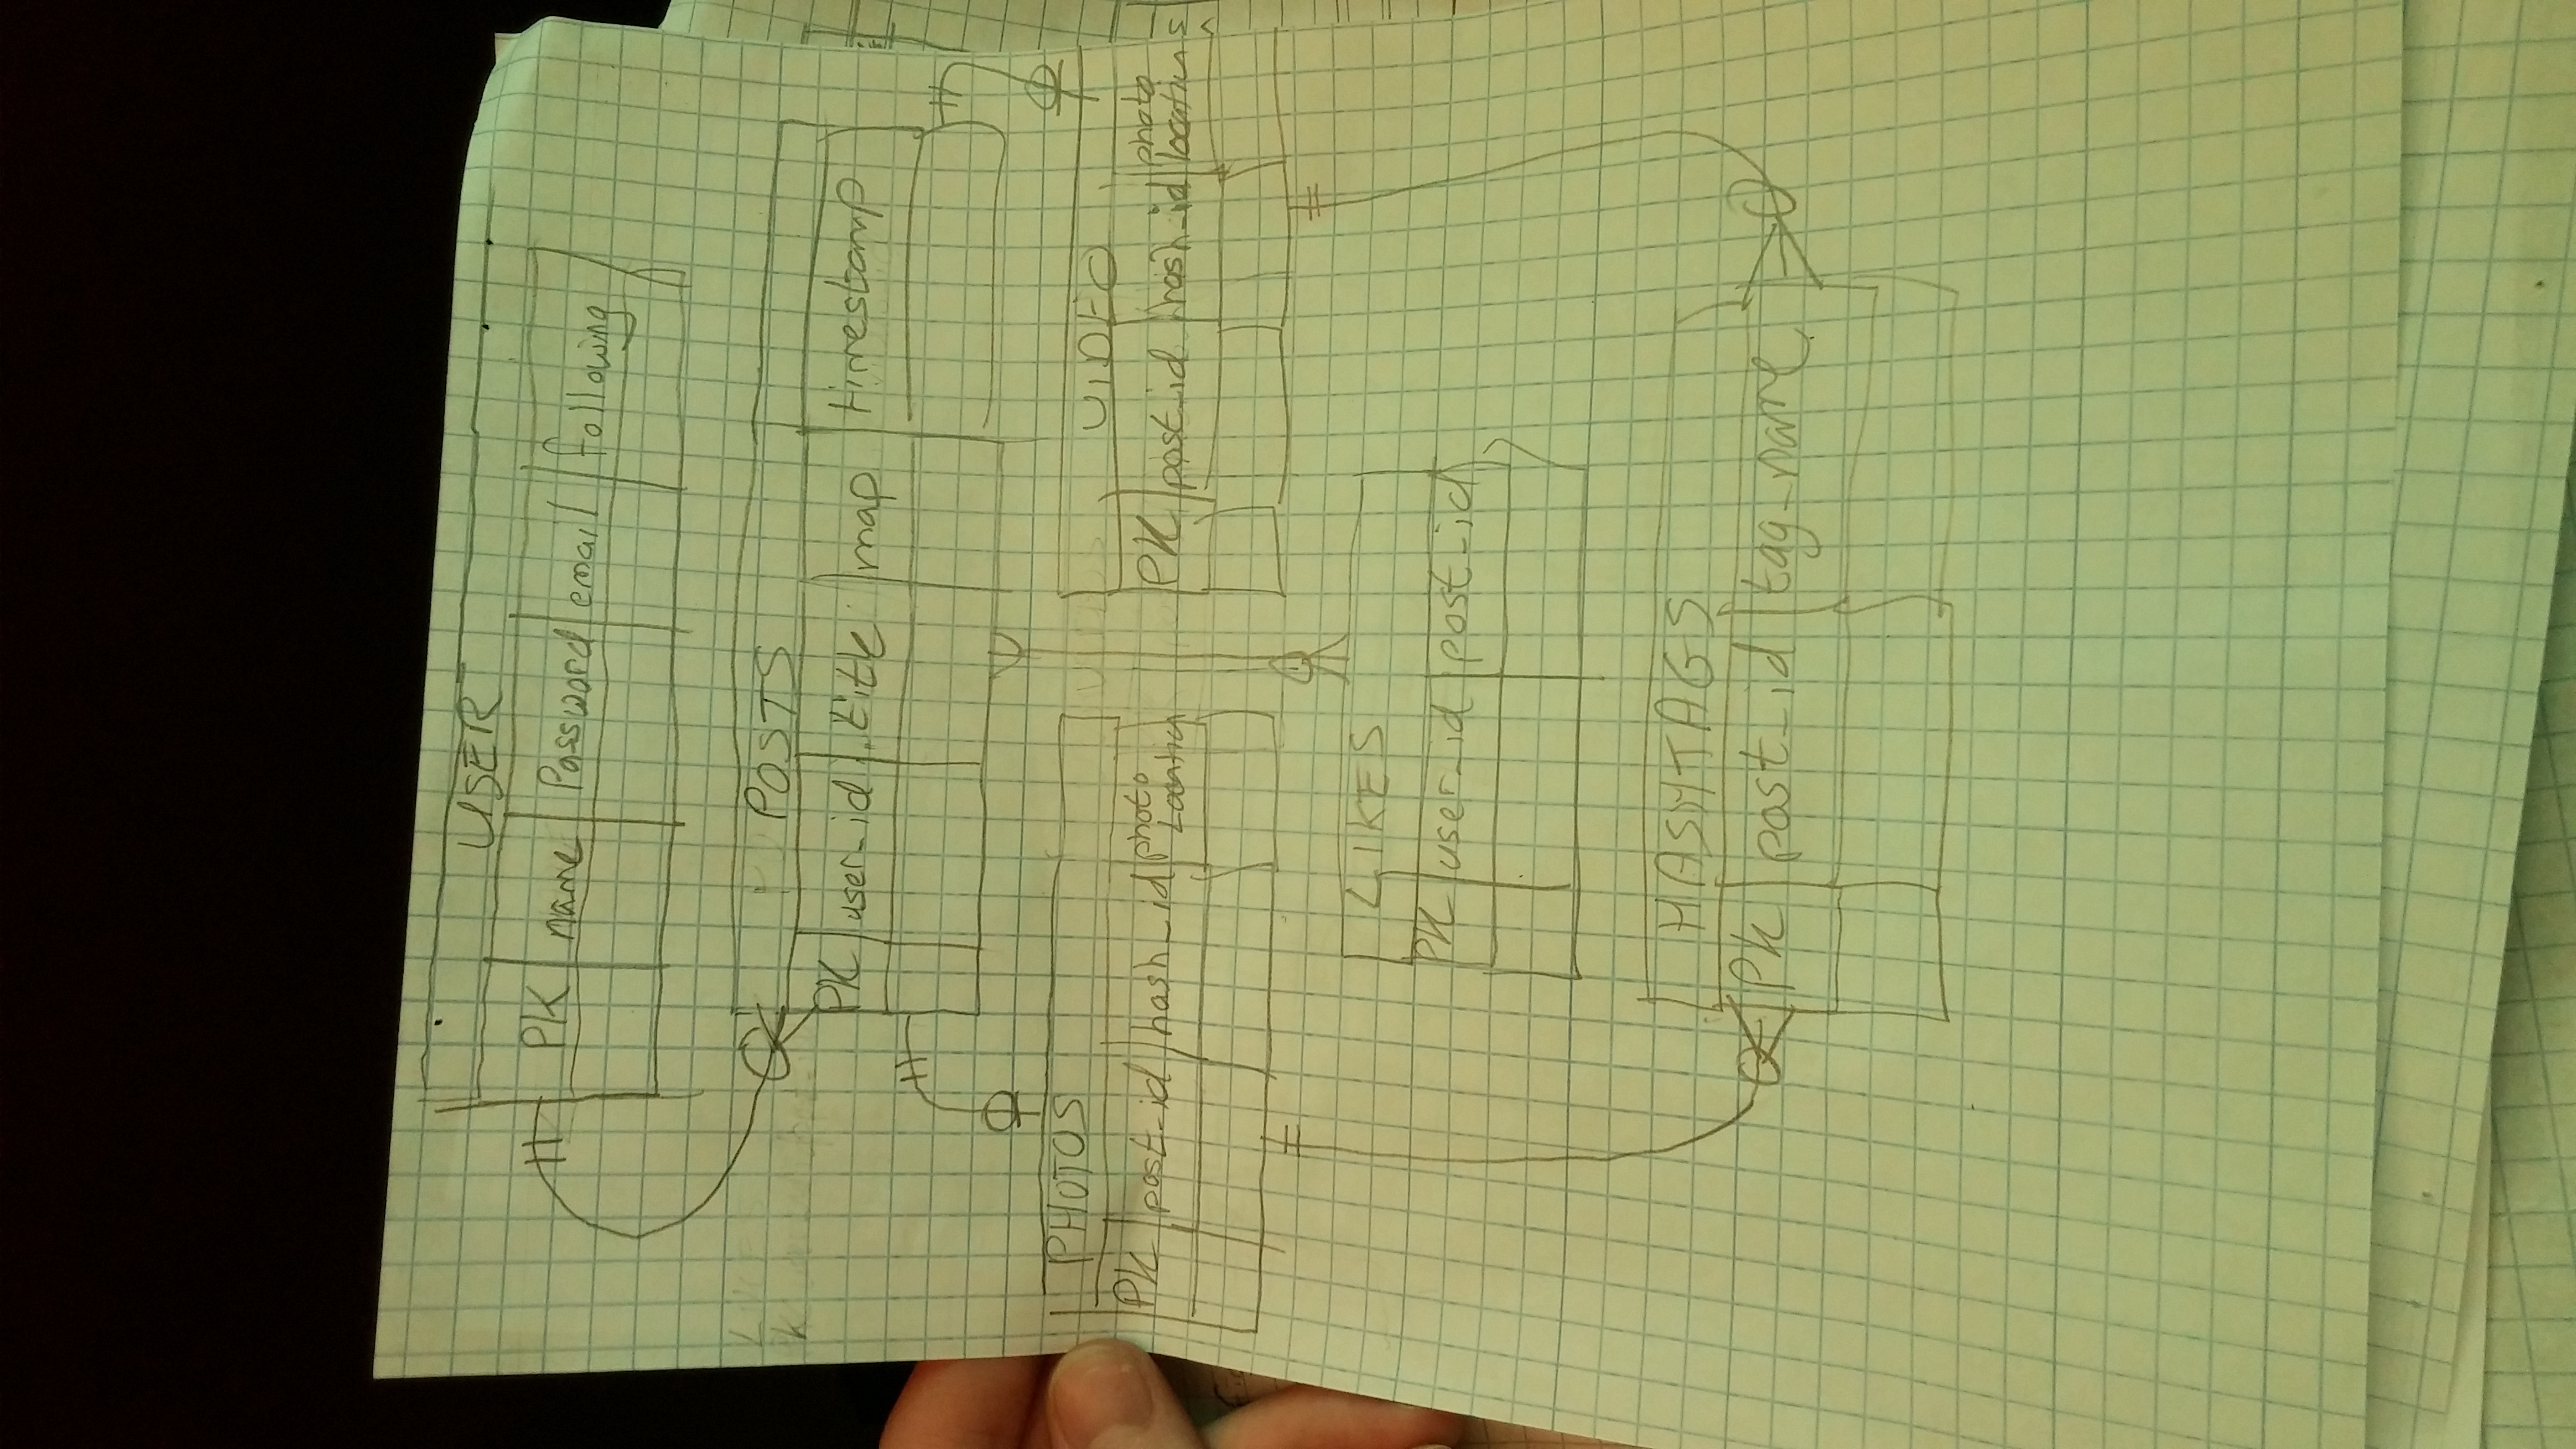 USER
PK name Password email following
POSTS
PK user_id title map timestamp
PHOTOS
PK post_id hash_id photo
Location
VIDEO
PK post_id hash_id photo
location
LIKES
PK user_id post_id
HASHTAGS
PK post_id tag_name